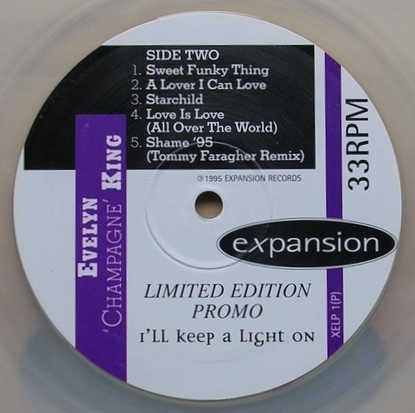 SIDE TWO
1. Sweet Funky Thing
2. A Lover I Can Love
3. Starchild
4. Love is Love
(All Over The World)
5. Shame '95
(Tommy Faragher Remix)
℗ 1995 EXPANSION RECORDS
33RPM
EVELYN
'CHAMPAGNE' KING
expansion
LIMITED EDITION
PROMO
I'LL keep a LIGHT ON
XELP 1(P)